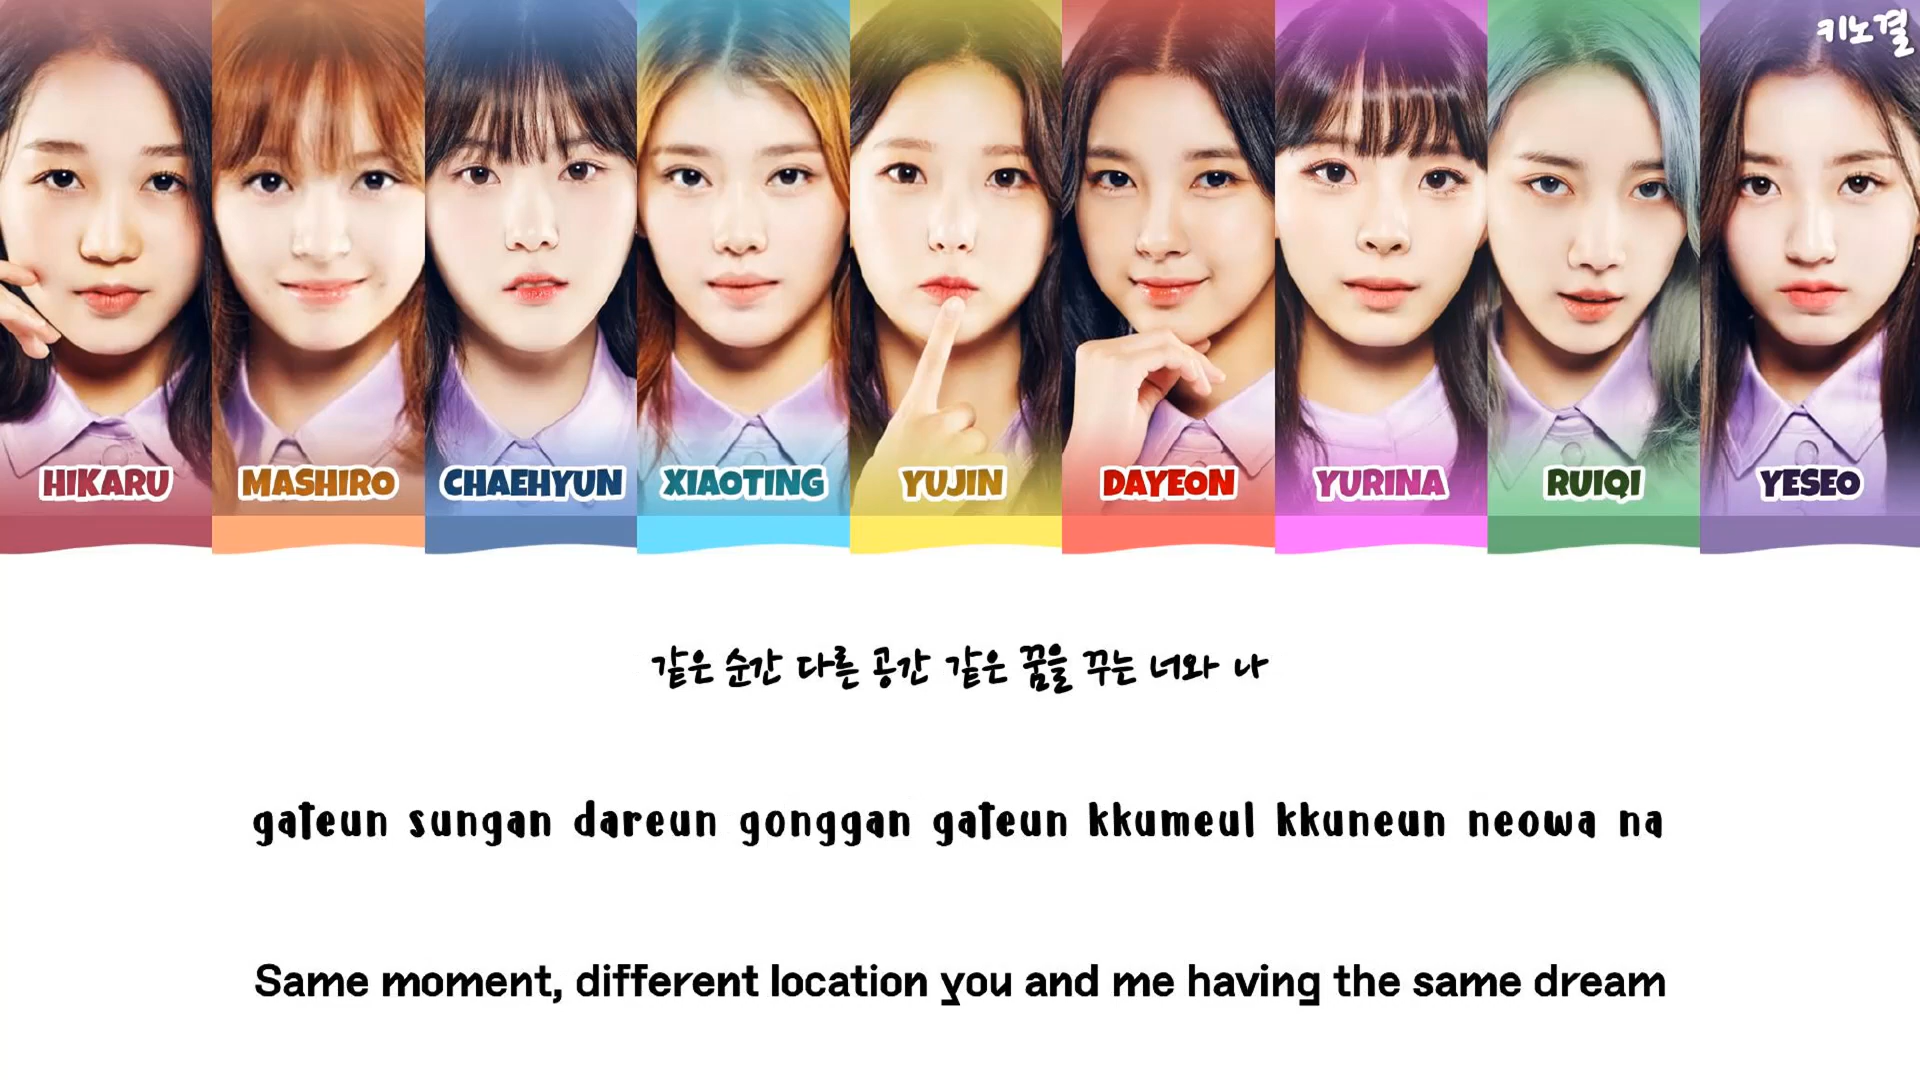 키노결
HIKARU MASHIRO CHAEHYUN XIAOTING YUJIN DAYEON YURINA RUIQI YESEO
같은 순간 다른 공간 같은 꿈을 꾸는 너와 나
gateun sungan dareun gonggan gateun kkumeul kkuneun neowa na
Same moment, different location you and me having the same dream